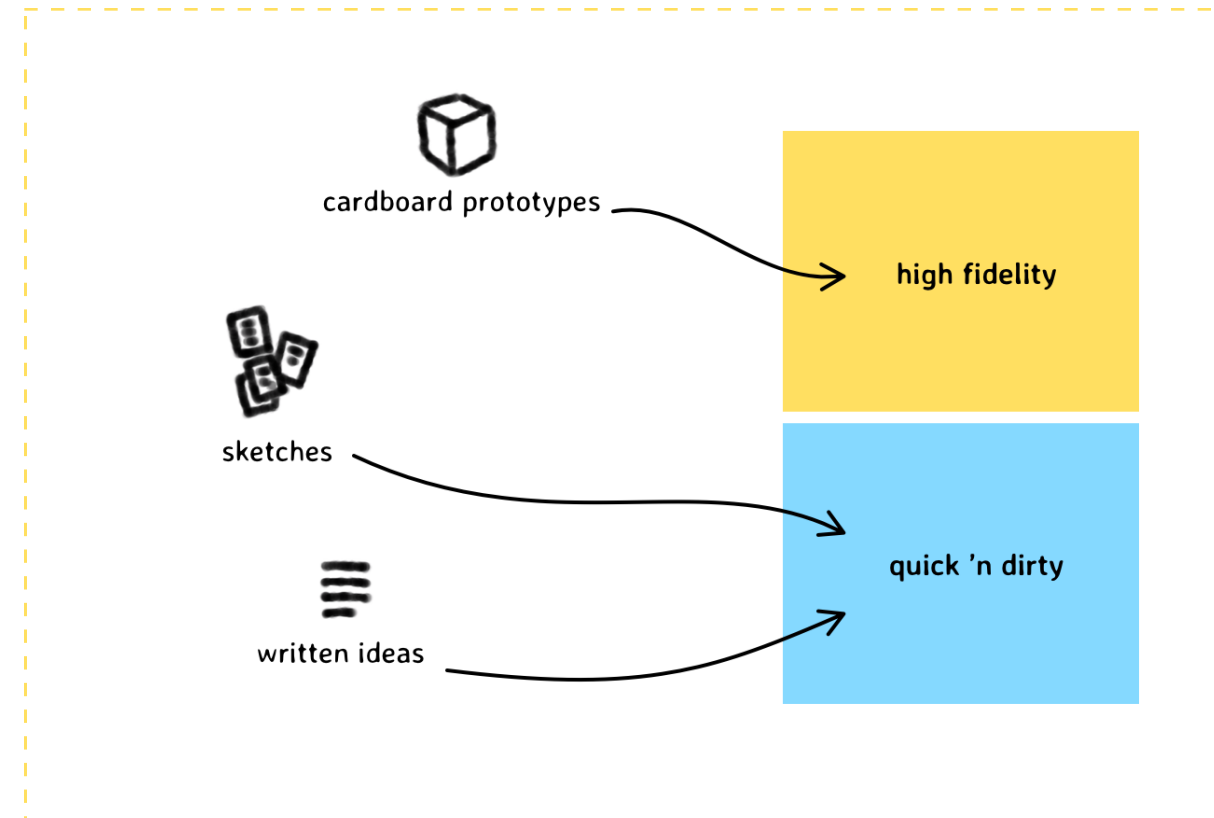 cardboard prototypes
high fidelity
sketches
quick ’n dirty
written ideas